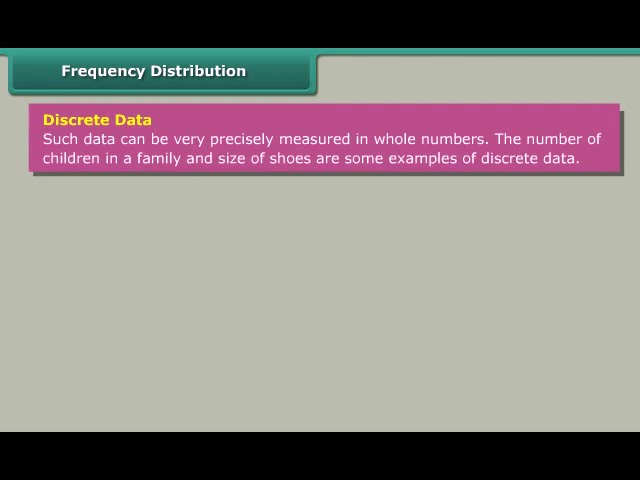 Frequency Distribution
Discrete Data
Such data can be very precisely measured in whole numbers. The number of
children in a family and size of shoes are some examples of discrete data.